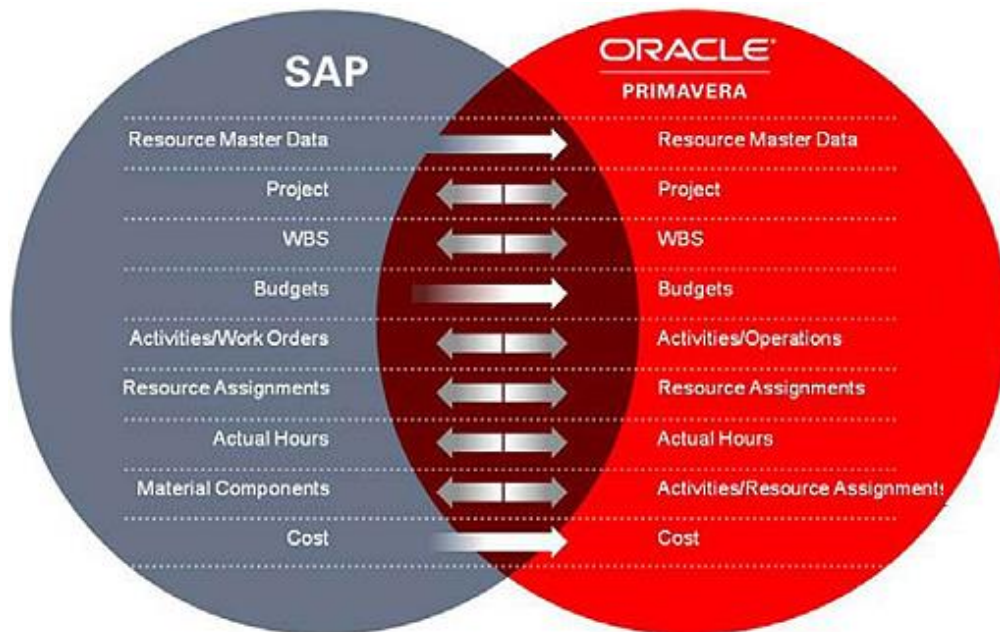 SAP
ORACLE®
PRIMAVERA
Resource Master Data Resource Master Data
Project Project
WBS WBS
Budgets Budgets
Activities/Work Orders Activities/Operations
Resource Assignments Resource Assignments
Actual Hours Actual Hours
Material Components Activities/Resource Assignments
Cost Cost